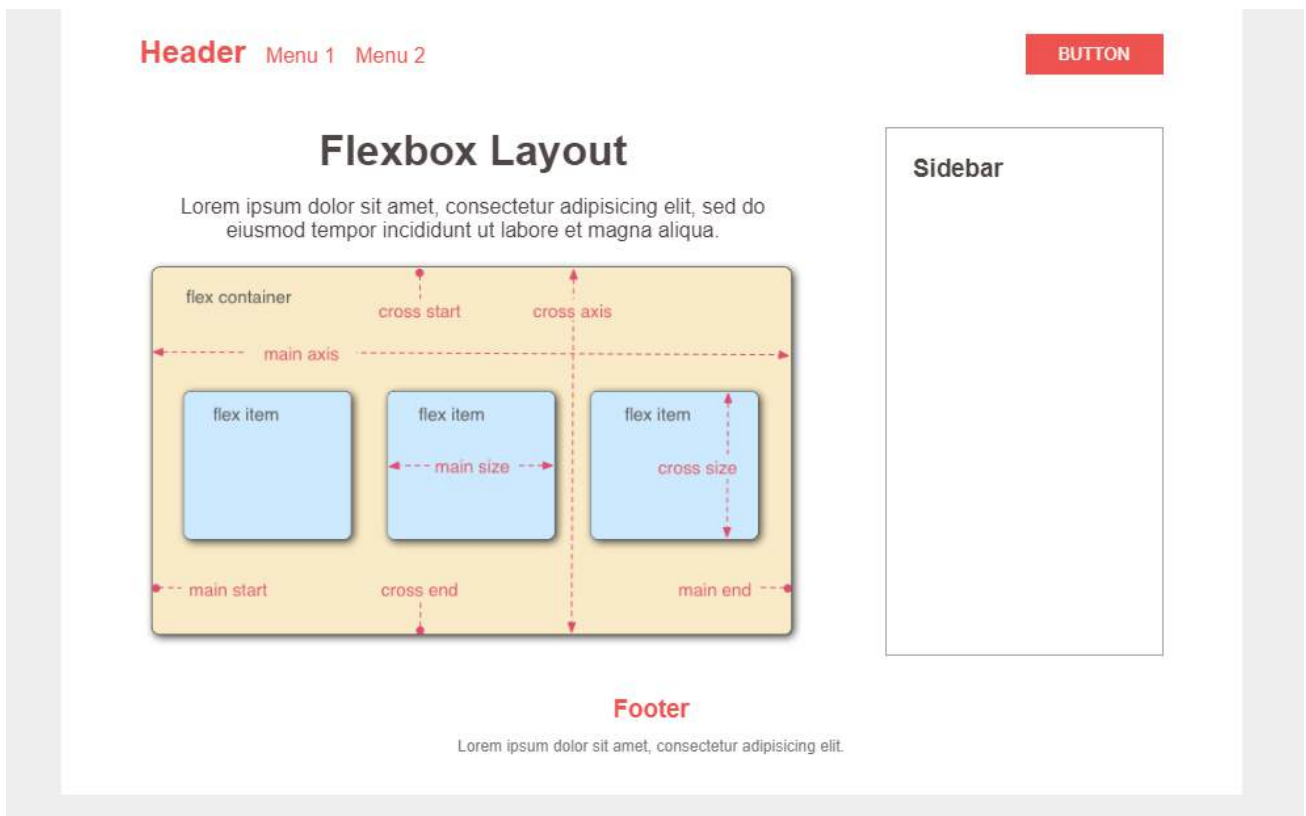 Header Menu 1 Menu 2
BUTTON
Flexbox Layout
Lorem ipsum dolor sit amet, consectetur adipisicing elit, sed do
eiusmod tempor incididunt ut labore et magna aliqua.
flex container
cross start
cross axis
main axis
flex item
flex item
flex item
main size
cross size
main start
cross end
main end
Sidebar
Footer
Lorem ipsum dolor sit amet, consectetur adipisicing elit.